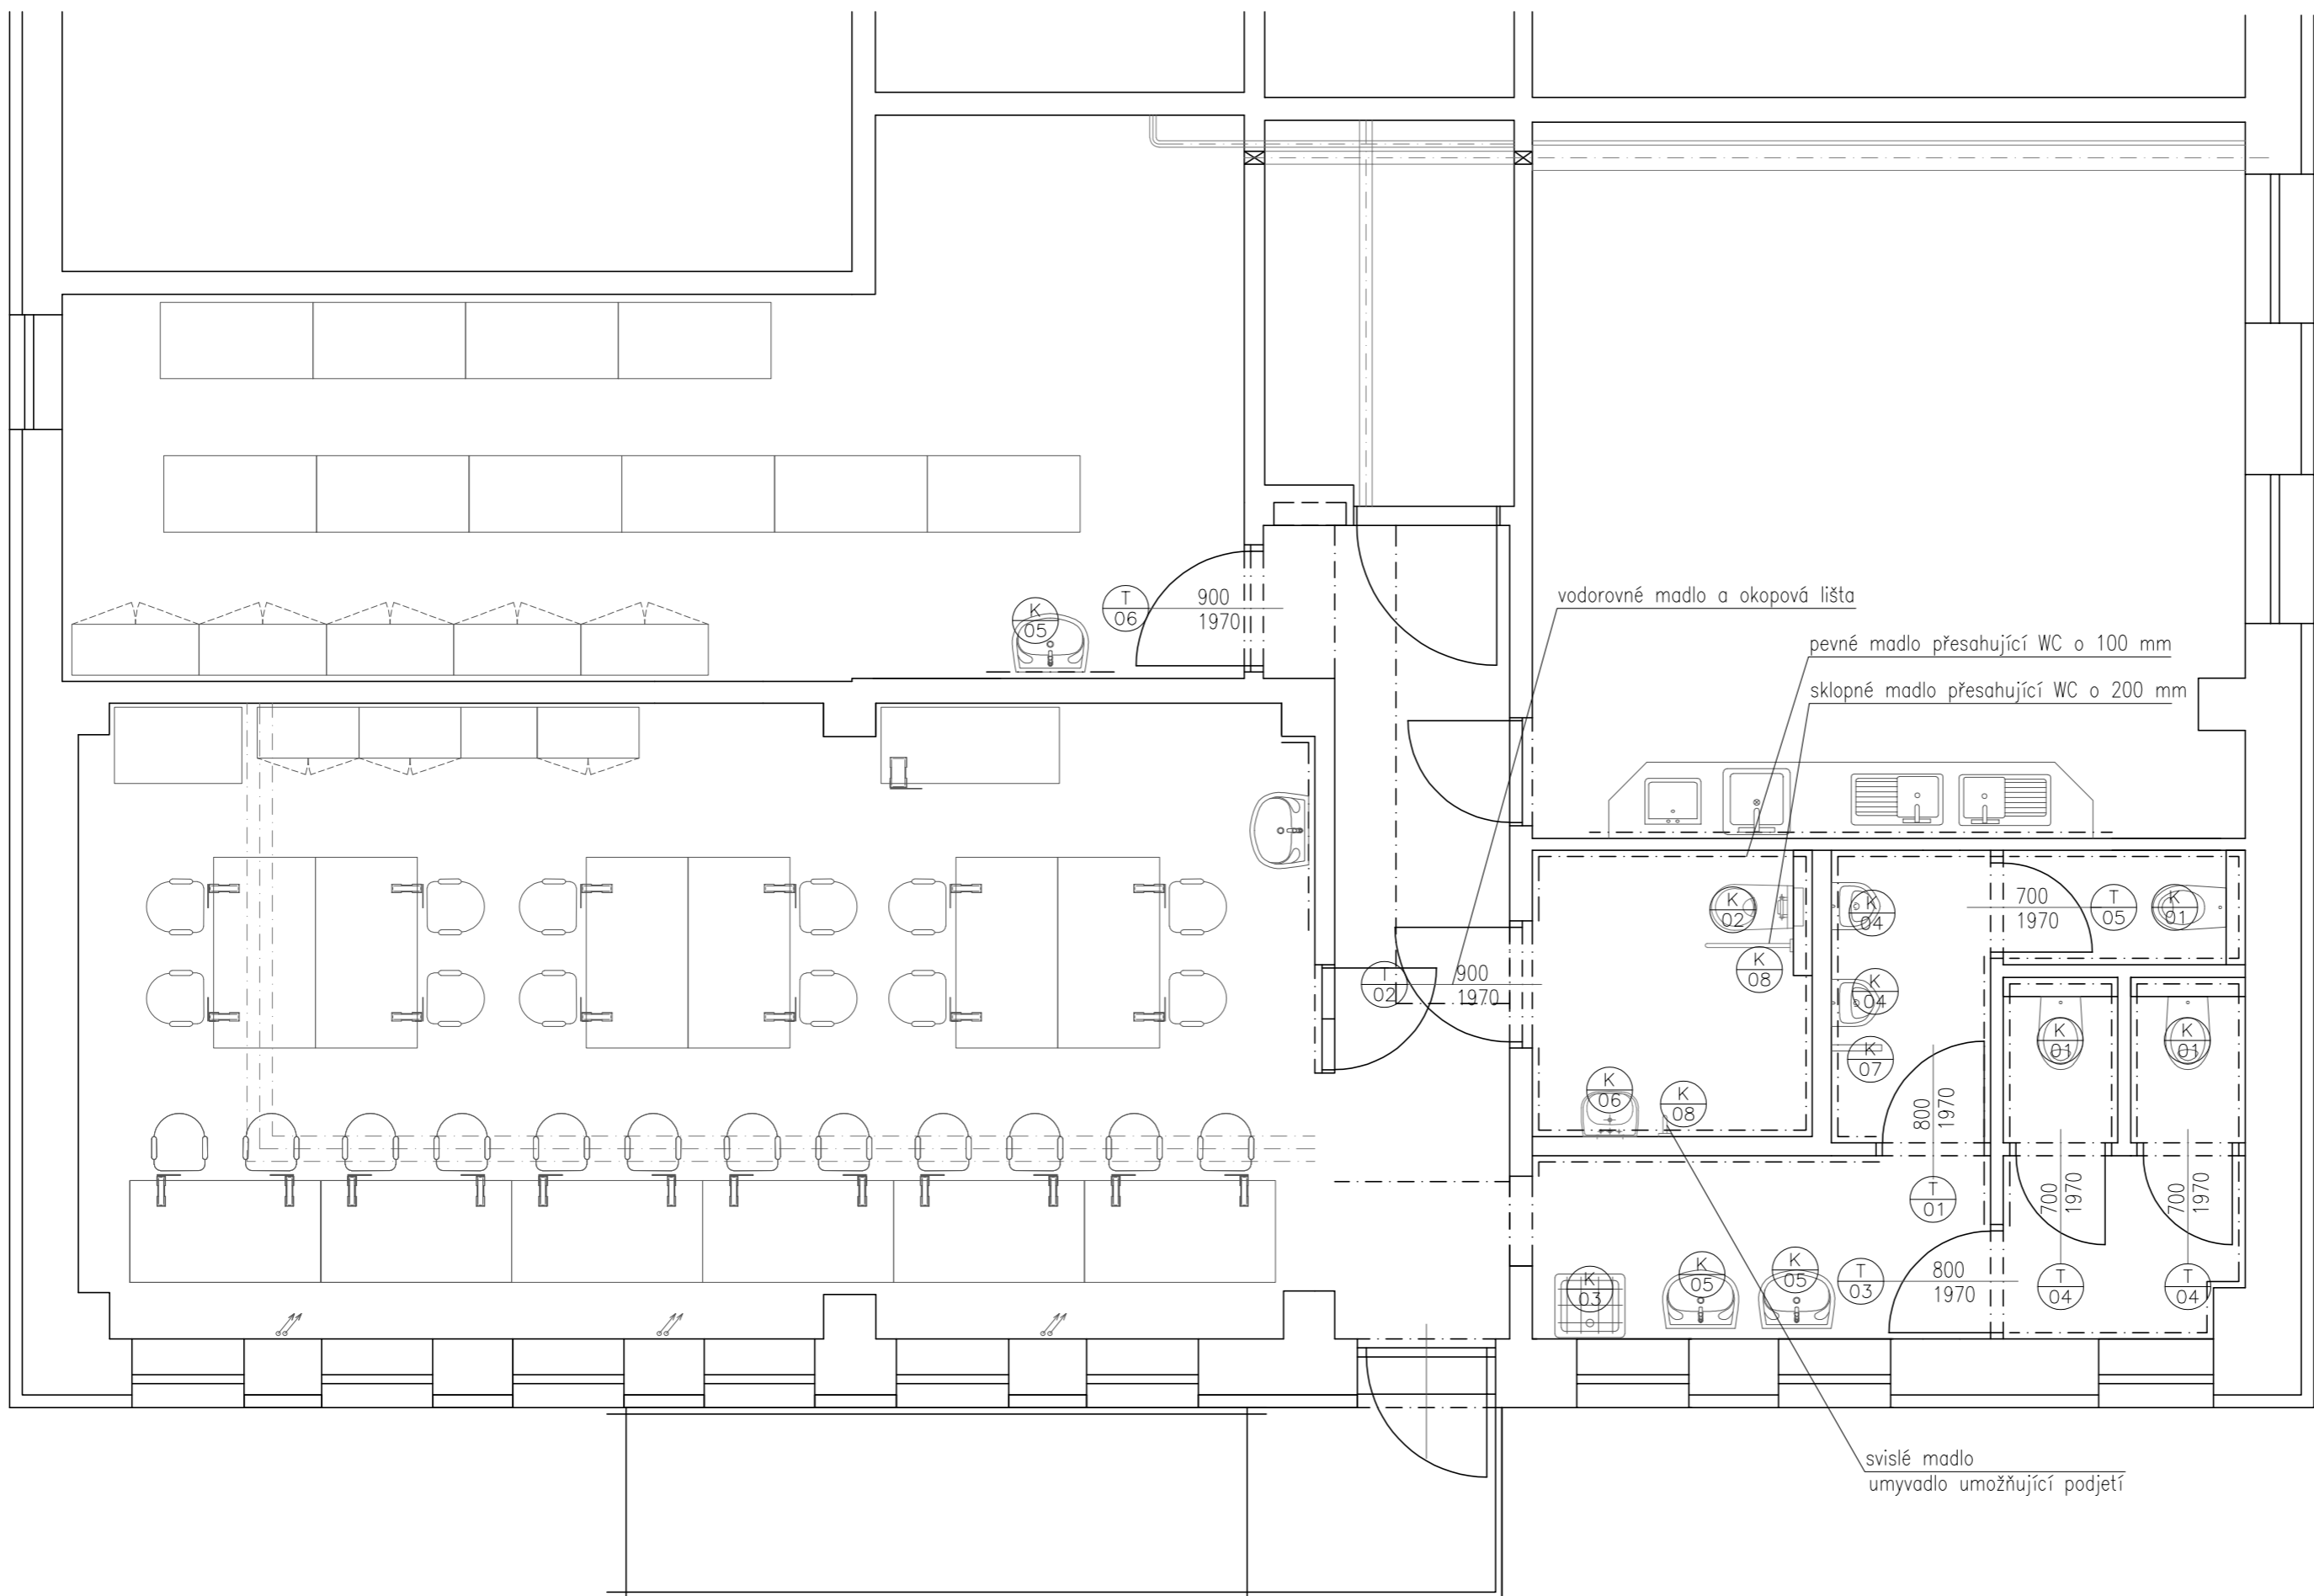 K
05
T
06
900
1970
vodorovné madlo a okopová lišta
pevné madlo přesahující WC o 100 mm
sklopné madlo přesahující WC o 200 mm
K
02
K
04
700
1970
T
05
K
01
K
08
T
02
900
1970
K
04
K
07
K
01
K
01
K
06
K
08
800
1970
T
01
700
1970
700
1970
K
03
K
05
K
05
T
03
800
1970
T
04
T
04
svislé madlo
umyvadlo umožňující podjetí